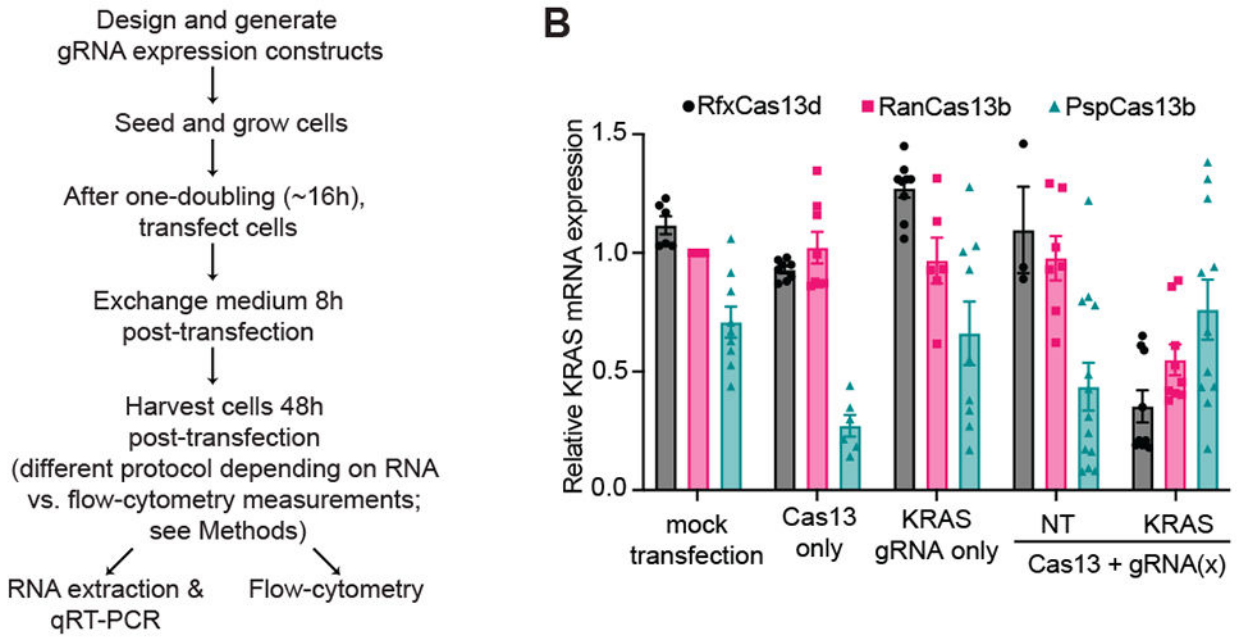 Design and generate
gRNA expression constructs
Seed and grow cells
After one-doubling (~16h),
transfect cells
Exchange medium 8h
post-transfection
Harvest cells 48h
post-transfection
(different protocol depending on RNA
vs. flow-cytometry measurements;
see Methods)
RNA extraction &
qRT-PCR
Flow-cytometry
B
RfxCas13d
RanCas13b
PspCas13b
Relative KRAS mRNA expression
1.5
1.0
0.5
0.0
mock
transfection
Cas13
only
KRAS
gRNA only
NT
KRAS
Cas13 + gRNA(x)